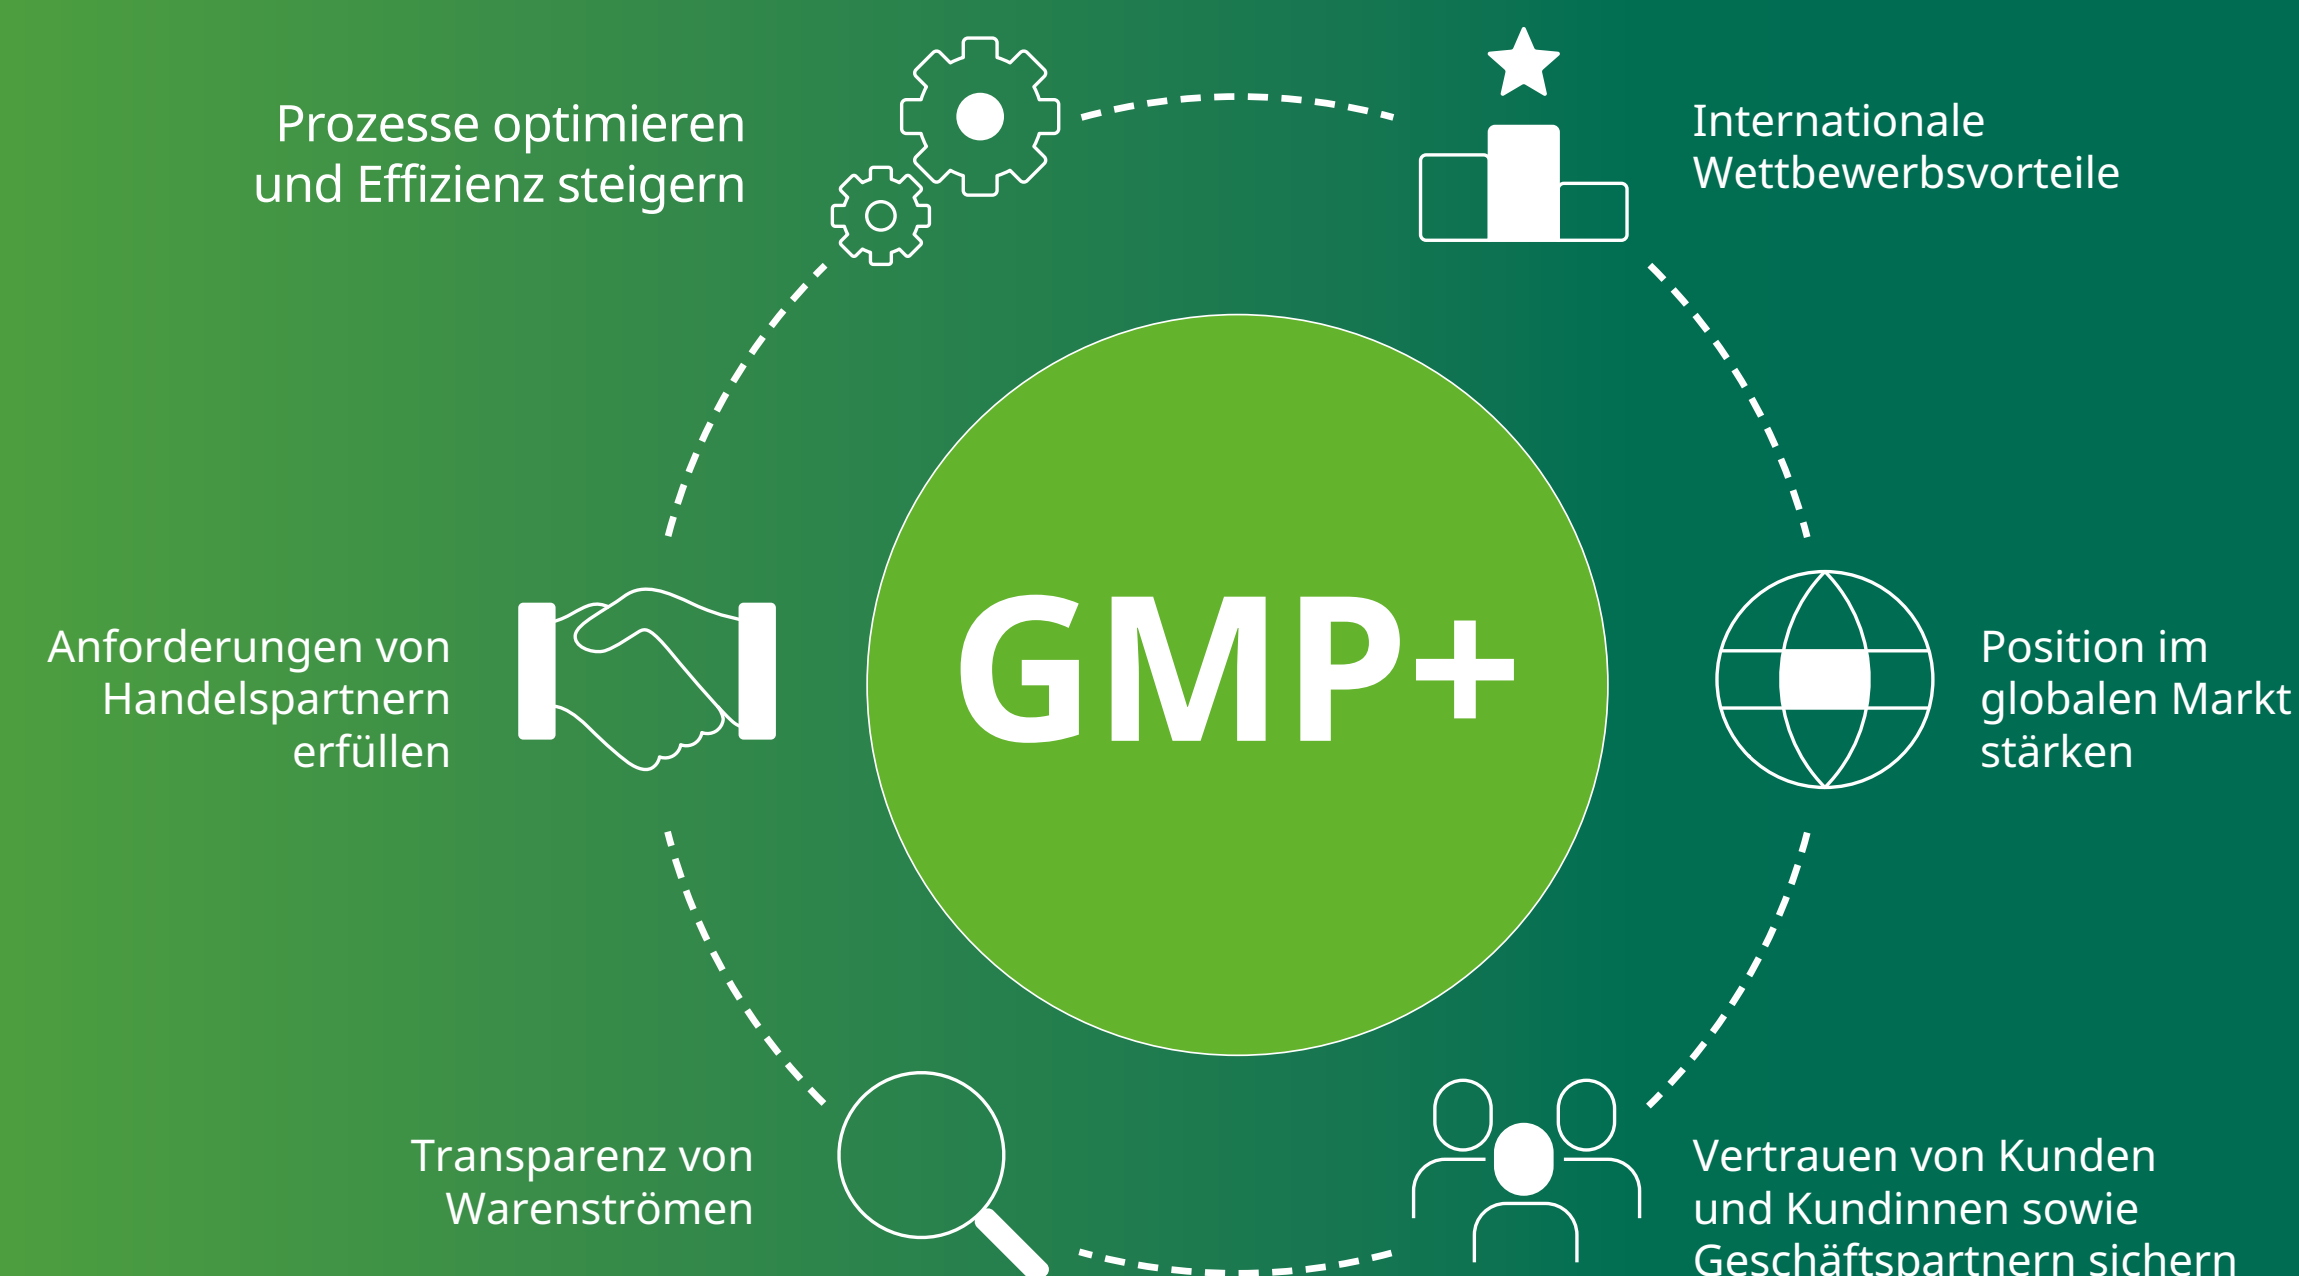 Prozesse optimieren
und Effizienz steigern
Internationale
Wettbewerbsvorteile
Anforderungen von
Handelspartnern
erfüllen
GMP+
Position im
globalen Markt
stärken
Transparenz von
Warenströmen
Vertrauen von Kunden
und Kundinnen sowie
Geschäftspartnern sichern